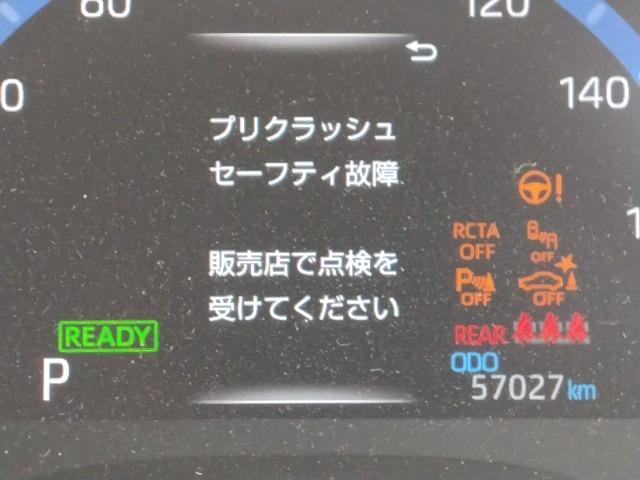 80
120
0
140
プリクラッシュ
セーフティ故障
販売店で点検を
受けてください
RCTA
OFF
OFF
P
OFF
OFF
READY
REAR
P
ODO
57027km